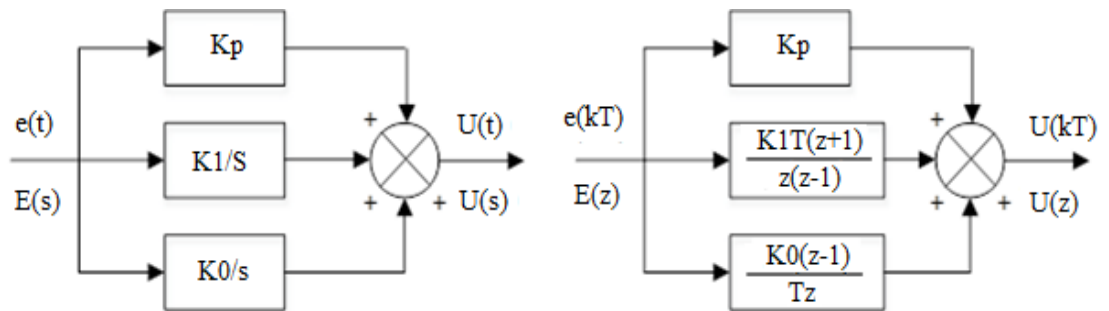 Kp
e(t)
E(s)
K1/S
K0/s
+
+
+
U(t)
U(s)
Kp
e(kT)
E(z)
K1T(z+1)
z(z-1)
K0(z-1)
Tz
+
+
+
U(kT)
U(z)